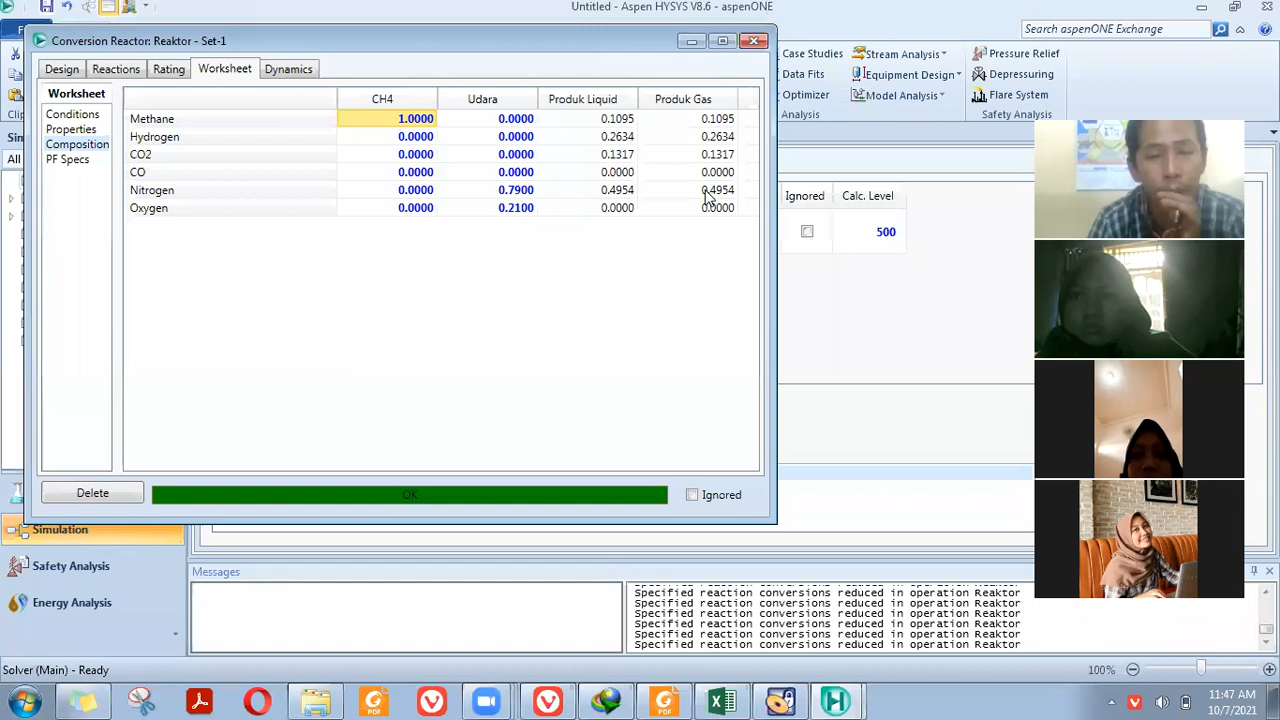 Untitled - Aspen HYSYS V8.6 - aspenONE
Search aspenONE Exchange
Conversion Reactor: Reaktor - Set-1
Design Reactions Rating Worksheet Dynamics
Case Studies Stream Analysis Pressure Relief
Data Fits Equipment Design Depressuring
Optimizer Model Analysis Flare System
Safety Analysis
Worksheet
Conditions
Properties
Composition
PF Specs
CH4 Udara Produk Liquid Produk Gas
Methane 1.0000 0.0000 0.1095 0.1095
Hydrogen 0.0000 0.0000 0.2634 0.2634
CO2 0.0000 0.0000 0.1317 0.1317
CO 0.0000 0.0000 0.0000 0.0000
Nitrogen 0.0000 0.7900 0.4954 0.4954
Oxygen 0.0000 0.2100 0.0000 0.0000
Ignored Calc. Level
500
Delete OK Ignored
All
Simulation
Safety Analysis
Energy Analysis
Messages
Specified reaction conversions reduced in operation Reaktor
Specified reaction conversions reduced in operation Reaktor
Specified reaction conversions reduced in operation Reaktor
Specified reaction conversions reduced in operation Reaktor
Specified reaction conversions reduced in operation Reaktor
Specified reaction conversions reduced in operation Reaktor
Solver (Main) - Ready
100%
PDF PDF
11:47 AM
10/7/2021